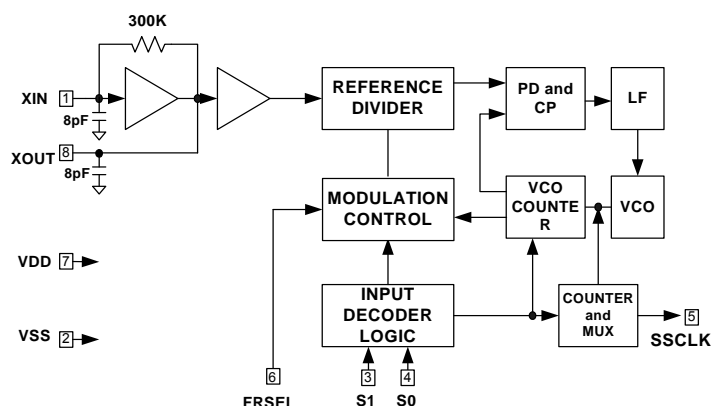 300K
XIN
1
8pF
XOUT
8
8pF
REFERENCE
DIVIDER
PD and
CP
LF
MODULATION
CONTROL
VCO
COUNTE
R
VCO
VDD
7
INPUT
DECODER
LOGIC
COUNTER
and
MUX
5
SSCLK
VSS
2
6
3
4
FRSEL
S1
S0